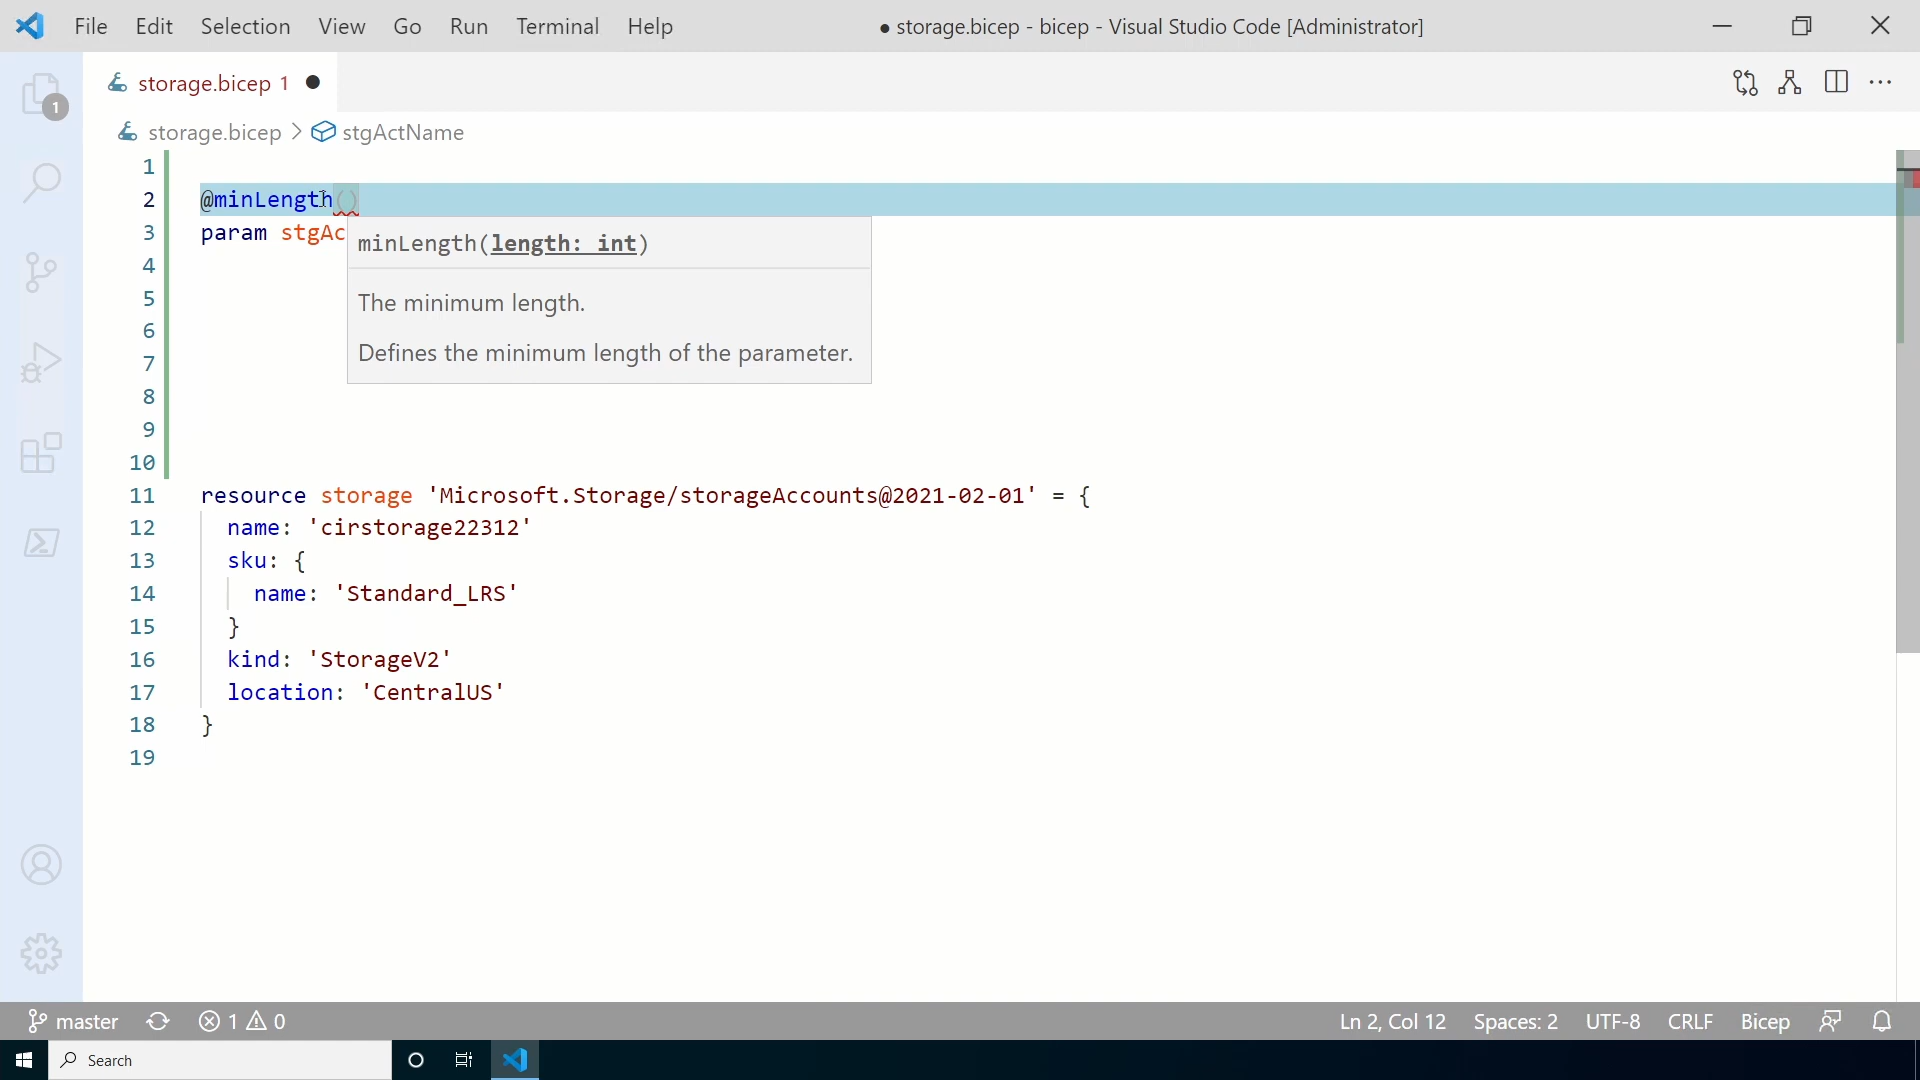 File Edit Selection View Go Run Terminal Help
● storage.bicep - bicep - Visual Studio Code [Administrator]
storage.bicep 1 ●
storage.bicep > stgActName
1
1
2 @minLength()
3 param stgAc
minLength(length: int)
4
5 The minimum length.
6
7 Defines the minimum length of the parameter.
8
9
10
11 resource storage 'Microsoft.Storage/storageAccounts@2021-02-01' = {
12 name: 'cirstorage22312'
13 sku: {
14 name: 'Standard_LRS'
15 }
16 kind: 'StorageV2'
17 location: 'CentralUS'
18 }
19
master 1 0 Ln 2, Col 12 Spaces: 2 UTF-8 CRLF Bicep
Search